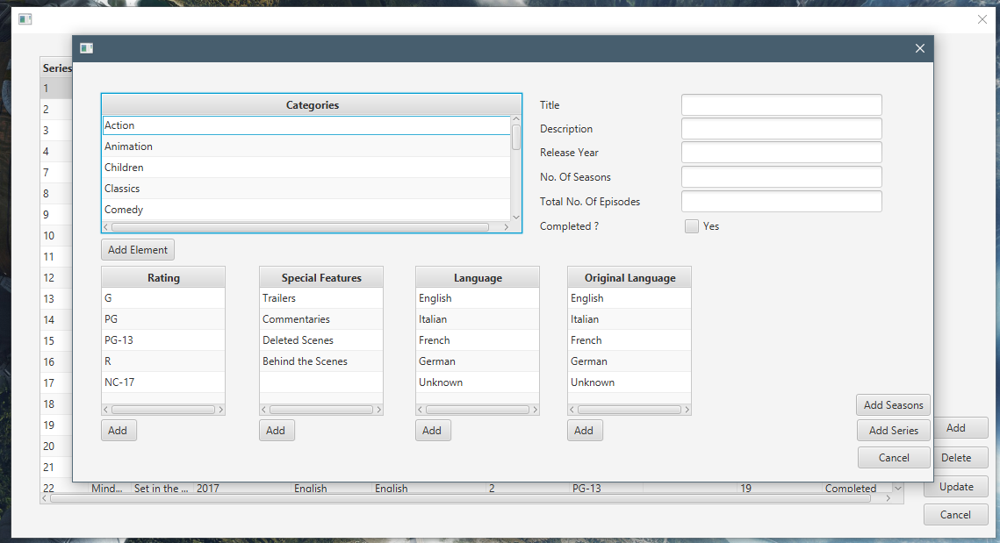 Series
1
2
3
4
7
8
9
10
11
12
13
14
15
16
17
18
19
20
21
22 Mind... Set in the ... 2017 English English 2 PG-13 19 Completed
Categories
Action
Animation
Children
Classics
Comedy
Add Element
Title
Description
Release Year
No. Of Seasons
Total No. Of Episodes
Completed ? Yes
Rating
G
PG
PG-13
R
NC-17
Add
Special Features
Trailers
Commentaries
Deleted Scenes
Behind the Scenes
Add
Language
English
Italian
French
German
Unknown
Add
Original Language
English
Italian
French
German
Unknown
Add
Add Seasons
Add Series
Cancel
Add
Delete
Update
Cancel